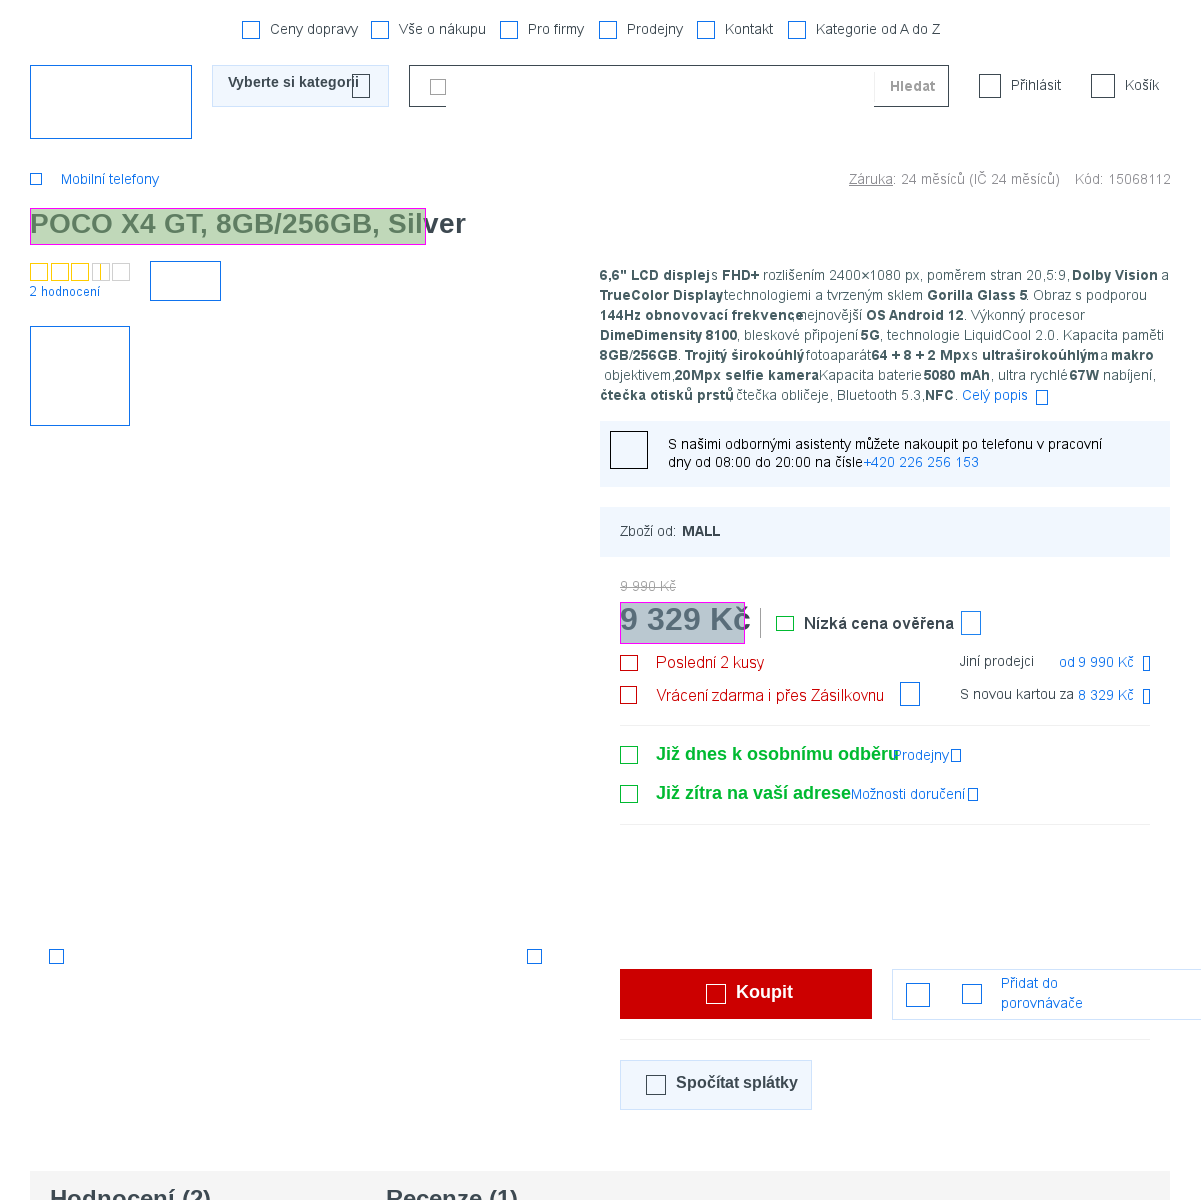 Ceny dopravy Vše o nákupu Pro firmy Prodejny Kontakt Kategorie od A do Z
Vyberte si kategorii Hledat Přihlásit Košík
Mobilní telefony Záruka: 24 měsíců (IČ 24 měsíců) Kód: 15068112
POCO X4 GT, 8GB/256GB, Silver
2 hodnocení
6,6" LCD displej s FHD+ rozlišením 2400×1080 px, poměrem stran 20,5:9, Dolby Vision a
TrueColor Display technologiemi a tvrzeným sklem Gorilla Glass 5. Obraz s podporou
144Hz obnovovací frekvence, nejnovější OS Android 12. Výkonný procesor
DimeDimensity 8100, bleskové připojení 5G, technologie LiquidCool 2.0. Kapacita paměti
8GB/256GB. Trojitý širokoúhlý fotoaparát 64 + 8 + 2 Mpx s ultraširokoúhlým a makro
objektivem, 20Mpx selfie kamera Kapacita baterie 5080 mAh, ultra rychlé 67W nabíjení,
čtečka otisků prstů, čtečka obličeje, Bluetooth 5.3, NFC. Celý popis
S našimi odbornými asistenty můžete nakoupit po telefonu v pracovní
dny od 08:00 do 20:00 na čísle +420 226 256 153
Zboží od: MALL
9 990 Kč
9 329 Kč Nízká cena ověřena
Poslední 2 kusy Jiní prodejci od 9 990 Kč
Vrácení zdarma i přes Zásilkovnu S novou kartou za 8 329 Kč
Již dnes k osobnímu odběru Prodejny
Již zítra na vaší adrese Možnosti doručení
Koupit Přidat do
porovnávače
Spočítat splátky
Hodnocení (2) Recenze (1)